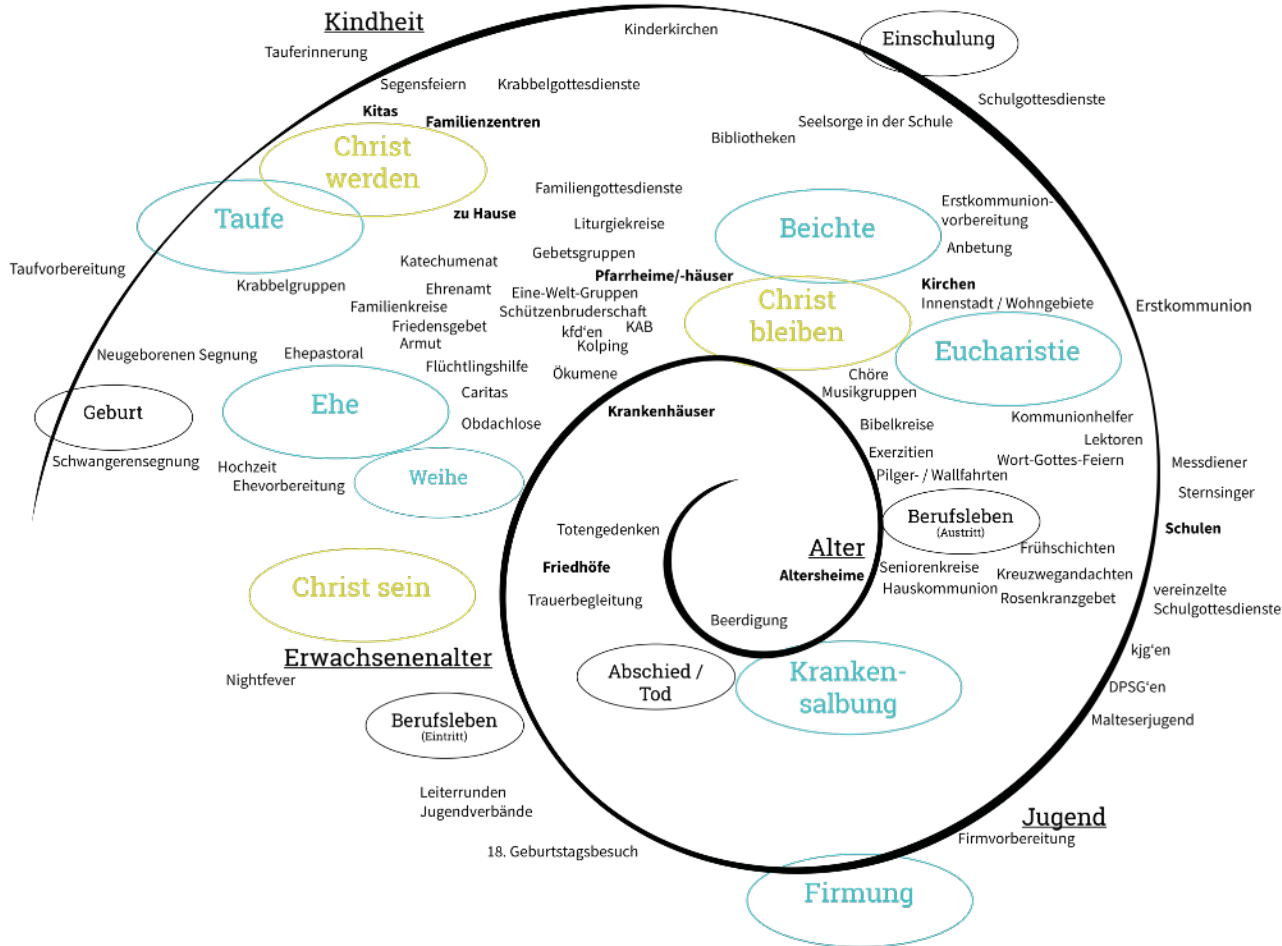 Kindheit
Tauferinnerung
Kinderkirchen
Einschulung
Segensfeiern
Krabbelgottesdienste
Schulgottesdienste
Kitas
Familienzentren
Seelsorge in der Schule
Bibliotheken
Christ
werden
Familiengottesdienste
Taufe
zu Hause
Liturgiekreise
Beichte
Erstkommunion-
vorbereitung
Anbetung
Taufvorbereitung
Katechumenat
Gebetsgruppen
Pfarrheime/-häuser
Krabbelgruppen
Ehrenamt
Eine-Welt-Gruppen
Kirchen
Innenstadt / Wohngebiete
Familienkreise
Schützenbruderschaft
Christ
bleiben
Erstkommunion
Friedensgebet
kfd‘en
KAB
Armut
Kolping
Neugeborenen Segnung
Ehepastoral
Flüchtlingshilfe
Ökumene
Eucharistie
Chöre
Musikgruppen
Geburt
Ehe
Caritas
Krankenhäuser
Obdachlose
Bibelkreise
Kommunionhelfer
Lektoren
Exerzitien
Wort-Gottes-Feiern
Messdiener
Schwangerensegnung
Hochzeit
Ehevorbereitung
Weihe
Pilger- / Wallfahrten
Sternsinger
Berufsleben
(Austritt)
Totengedenken
Schulen
Alter
Frühschichten
Friedhöfe
Altersheime
Seniorenkreise
Kreuzwegandachten
Christ sein
Hauskommunion
Rosenkranzgebet
vereinzelte
Schulgottesdienste
Trauerbegleitung
Beerdigung
Erwachsenenalter
kjg‘en
Nightfever
Abschied /
Tod
Kranken-
salbung
DPSG‘en
Berufsleben
(Eintritt)
Malteserjugend
Leiterrunden
Jugendverbände
Jugend
Firmvorbereitung
18. Geburtstagsbesuch
Firmung